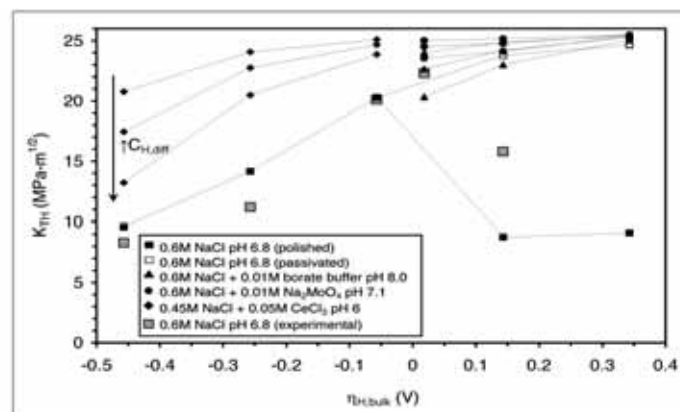 25
20
15
10
5
0
K_TH (MPa-m^1/2)
↑C_H,diff
0.6M NaCl pH 6.8 (polished)
0.6M NaCl pH 6.8 (passivated)
0.6M NaCl + 0.01M borate buffer pH 8.0
0.6M NaCl + 0.01M Na₂MoO₄ pH 7.1
0.45M NaCl + 0.05M CeCl₃ pH 6
0.6M NaCl pH 6.8 (experimental)
-0.5 -0.4 -0.3 -0.2 -0.1 0 0.1 0.2 0.3 0.4
η_H,bulk (V)